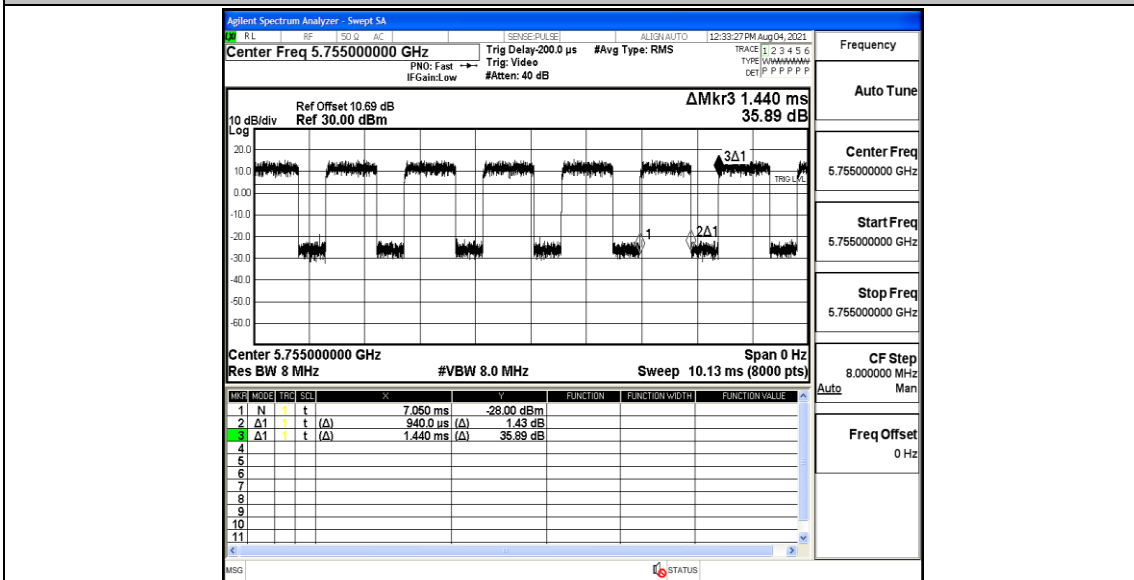 Agilent Spectrum Analyzer - Swept SA
RL RF 50 Ω AC SENSE:PULSE ALIGN AUTO 12:33:27 PM Aug 04, 2021
Center Freq 5.755000000 GHz
PNO: Fast
IFGain:Low
Trig Delay-200.0 µs
Trig: Video
#Atten: 40 dB
#Avg Type: RMS
TRACE 1 2 3 4 5 6
TYPE
DET P P P P P P
ΔMkr3 1.440 ms
35.89 dB
Ref Offset 10.69 dB
10 dB/div Ref 30.00 dBm
Log
20.0
10.0
0.00
-10.0
-20.0
-30.0
-40.0
-50.0
-60.0
3Δ1
TRIG LVL
1
2Δ1
Center 5.755000000 GHz Span 0 Hz
Res BW 8 MHz #VBW 8.0 MHz Sweep 10.13 ms (8000 pts)
MKR MODE TRC SCL X Y FUNCTION FUNCTION WIDTH FUNCTION VALUE
1 N 1 t 7.050 ms -28.00 dBm
2 Δ1 1 t (Δ) 940.0 µs (Δ) 1.43 dB
3 Δ1 1 t (Δ) 1.440 ms (Δ) 35.89 dB
4
5
6
7
8
9
10
11
MSG STATUS
Frequency
Auto Tune
Center Freq
5.755000000 GHz
Start Freq
5.755000000 GHz
Stop Freq
5.755000000 GHz
CF Step
8.000000 MHz
Auto Man
Freq Offset
0 Hz